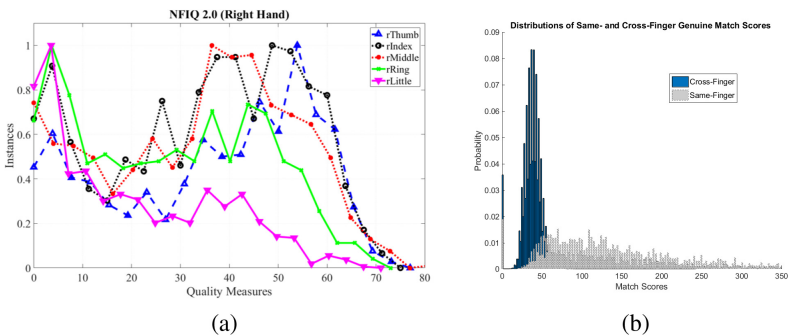 NFIQ 2.0 (Right Hand)
Instances
1
0.8
0.6
0.4
0.2
0
0 10 20 30 40 50 60 70 80
Quality Measures
rThumb
rIndex
rMiddle
rRing
rLittle
(a)
Distributions of Same- and Cross-Finger Genuine Match Scores
Probability
0.09
0.08
0.07
0.06
0.05
0.04
0.03
0.02
0.01
0
0 50 100 150 200 250 300 350
Match Scores
Cross-Finger
Same-Finger
(b)